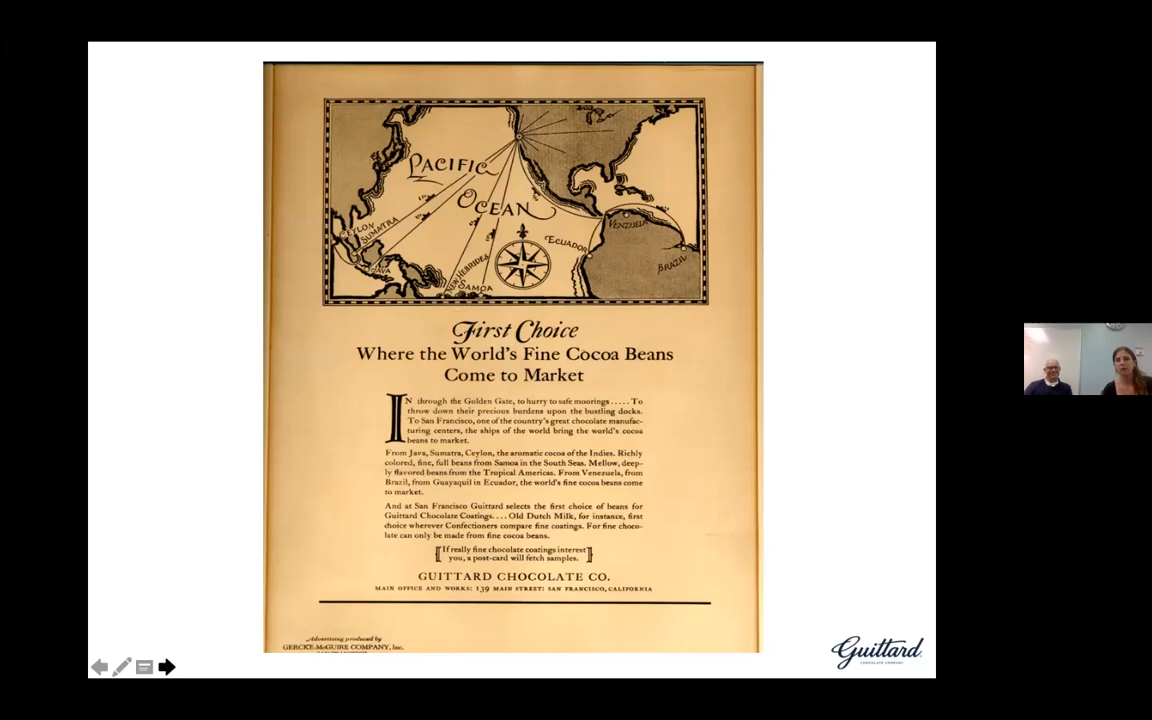 PACIFIC
OCEAN
CEYLON
SUMATRA
JAVA
NEW HEBRIDES
SAMOA
ECUADOR
VENZUELA
BRAZIL
First Choice
Where the World's Fine Cocoa Beans
Come to Market
IN through the Golden Gate, to hurry to safe moorings . . . . . To
throw down their precious burdens upon the bustling docks.
To San Francisco, one of the country's great chocolate manufac-
turing centers, the ships of the world bring the world's cocoa
beans to market.
From Java, Sumatra, Ceylon, the aromatic cocoa of the Indies. Richly
colored, fine, full beans from Samoa in the South Seas. Mellow, deep-
ly flavored beans from the Tropical Americas. From Venezuela, from
Brazil, from Guayaquil in Ecuador, the world's fine cocoa beans come
to market.
And at San Francisco Guittard selects the first choice of beans for
Guittard Chocolate Coatings. . . . Old Dutch Milk, for instance, first
choice wherever Confectioners compare fine coatings. For fine choco-
late can only be made from fine cocoa beans.
[If really fine chocolate coatings interest
you, a post-card will fetch samples.]
GUITTARD CHOCOLATE CO.
MAIN OFFICE AND WORKS: 139 MAIN STREET: SAN FRANCISCO, CALIFORNIA
Advertising produced by
GERCKE-McGUIRE COMPANY, Inc.
Guittard
CHOCOLATE COMPANY